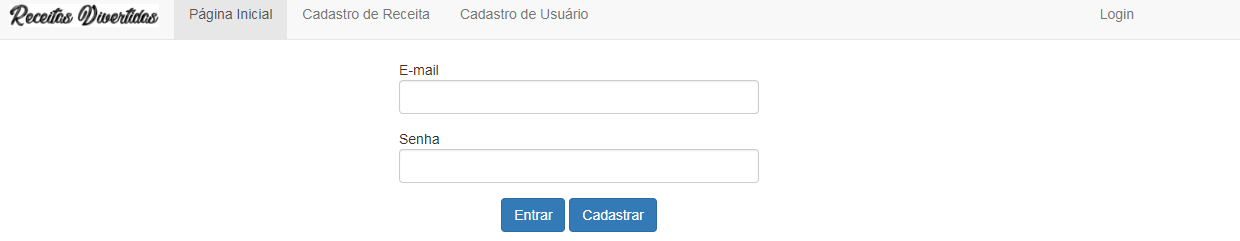 Receitas Divertidas Página Inicial Cadastro de Receita Cadastro de Usuário Login
E-mail
Senha
Entrar Cadastrar